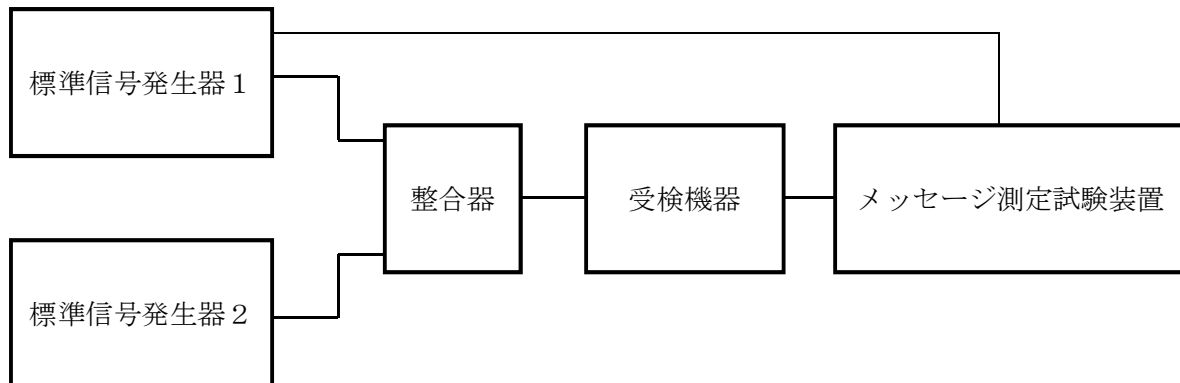 標準信号発生器1
整合器
受検機器
メッセージ測定試験装置
標準信号発生器2